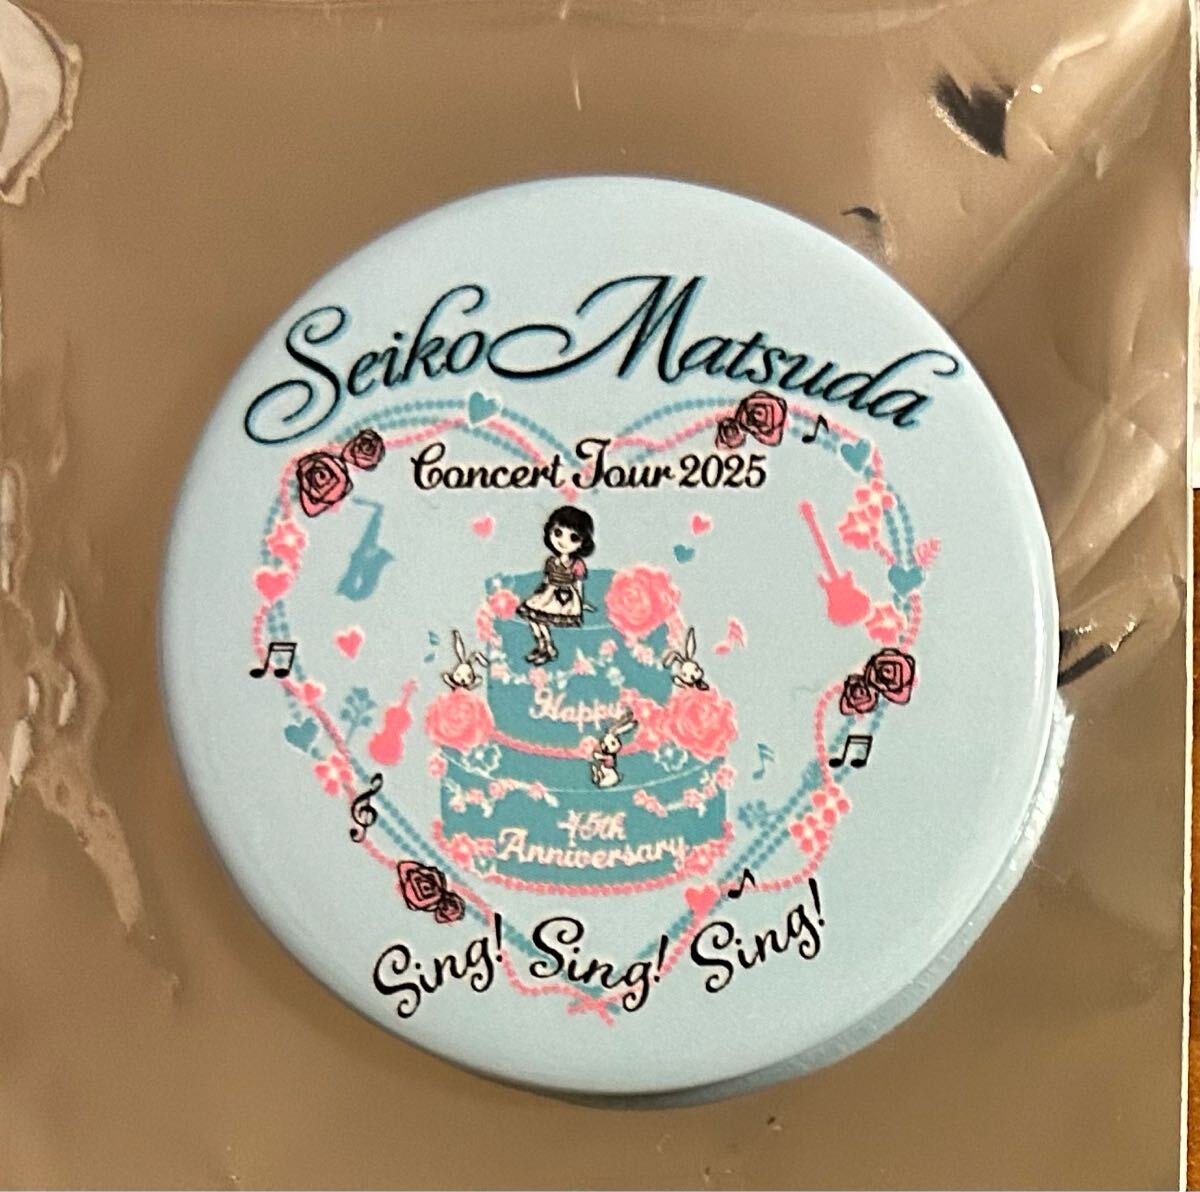 Seiko Matsuda
Concert Tour 2025
Happy
45th
Anniversary
Sing! Sing! Sing!